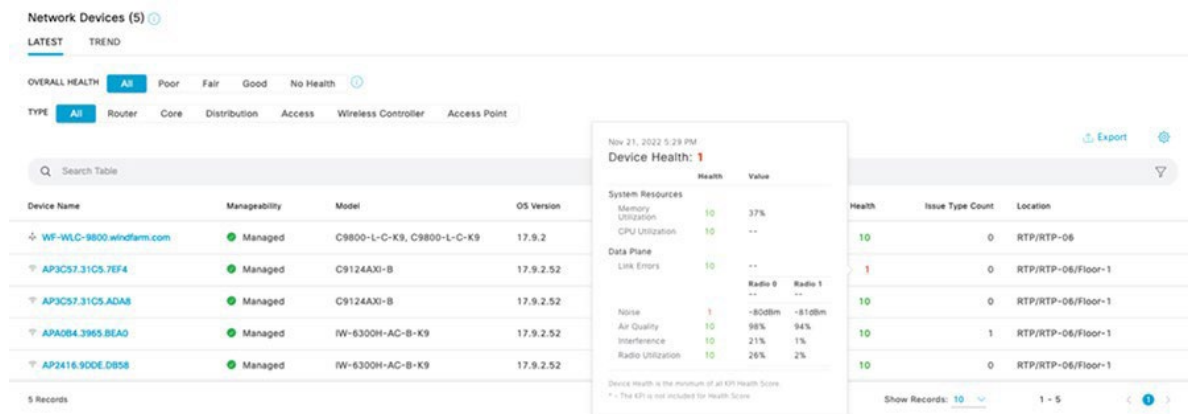 Network Devices (5)
LATEST TREND
OVERALL HEALTH All Poor Fair Good No Health
TYPE All Router Core Distribution Access Wireless Controller Access Point
Export
Search Table
Device Name Manageability Model OS Version Health Issue Type Count Location
WF-WLC-9800.windfarm.com Managed C9800-L-C-K9, C9800-L-C-K9 17.9.2 10 0 RTP/RTP-06
AP3C57.31C5.7EF4 Managed C9124AXI-B 17.9.2.52 1 0 RTP/RTP-06/Floor-1
AP3C57.31C5.ADA8 Managed C9124AXI-B 17.9.2.52 10 0 RTP/RTP-06/Floor-1
APA0B4.3965.BEA0 Managed IW-6300H-AC-B-K9 17.9.2.52 10 1 RTP/RTP-06/Floor-1
AP2416.9DDE.DB58 Managed IW-6300H-AC-B-K9 17.9.2.52 10 0 RTP/RTP-06/Floor-1
5 Records Show Records: 10 1 - 5 1
Nov 21, 2022 5:29 PM
Device Health: 1
Health Value
System Resources
Memory
Utilization 10 37%
CPU Utilization 10 --
Data Plane
Link Errors 10 --
Radio 0 Radio 1
-- --
Noise 1 -80dBm -81dBm
Air Quality 10 98% 94%
Interference 10 21% 1%
Radio Utilization 10 26% 2%
Device Health is the minimum of all KPI Health Score.
* - The KPI is not included for Health Score